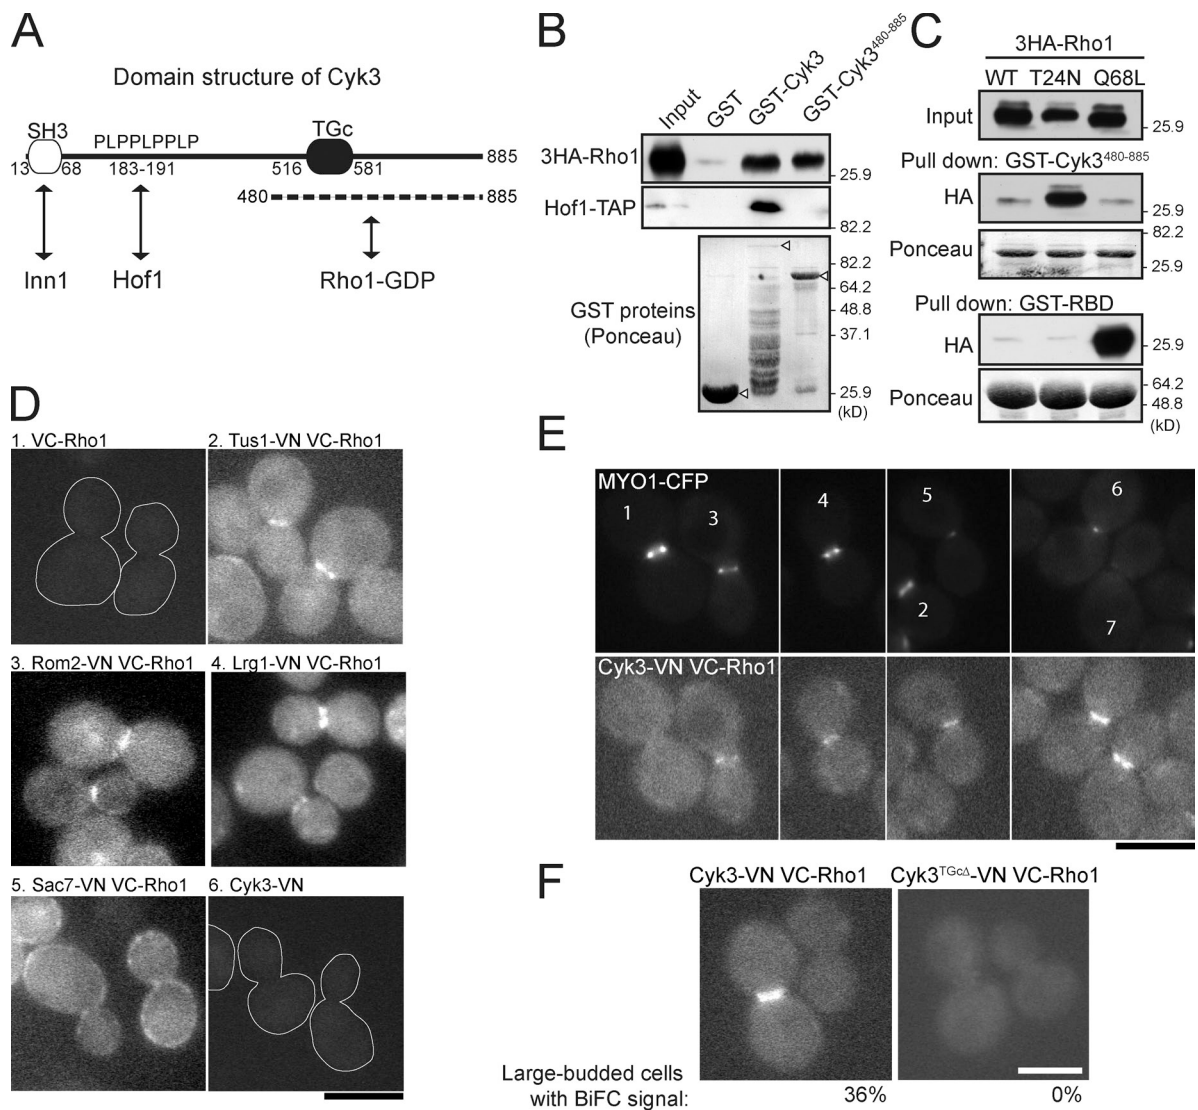 A
Domain structure of Cyk3
SH3
PLPPLPPLP
TGc
13
68
183-191
516
581
885
480
885
Inn1
Hof1
Rho1-GDP
B
Input
GST
GST-Cyk3
GST-Cyk3480-885
3HA-Rho1
25.9
Hof1-TAP
82.2
GST proteins
(Ponceau)
82.2
64.2
48.8
37.1
25.9
(kD)
C
3HA-Rho1
WT T24N Q68L
Input
25.9
Pull down: GST-Cyk3480-885
HA
25.9
Ponceau
82.2
25.9
Pull down: GST-RBD
HA
25.9
Ponceau
64.2
48.8
(kD)
D
1. VC-Rho1
2. Tus1-VN VC-Rho1
3. Rom2-VN VC-Rho1
4. Lrg1-VN VC-Rho1
5. Sac7-VN VC-Rho1
6. Cyk3-VN
E
MYO1-CFP
1
3
4
5
2
6
7
Cyk3-VN VC-Rho1
F
Cyk3-VN VC-Rho1
Cyk3TGcΔ-VN VC-Rho1
Large-budded cells
with BiFC signal:
36%
0%